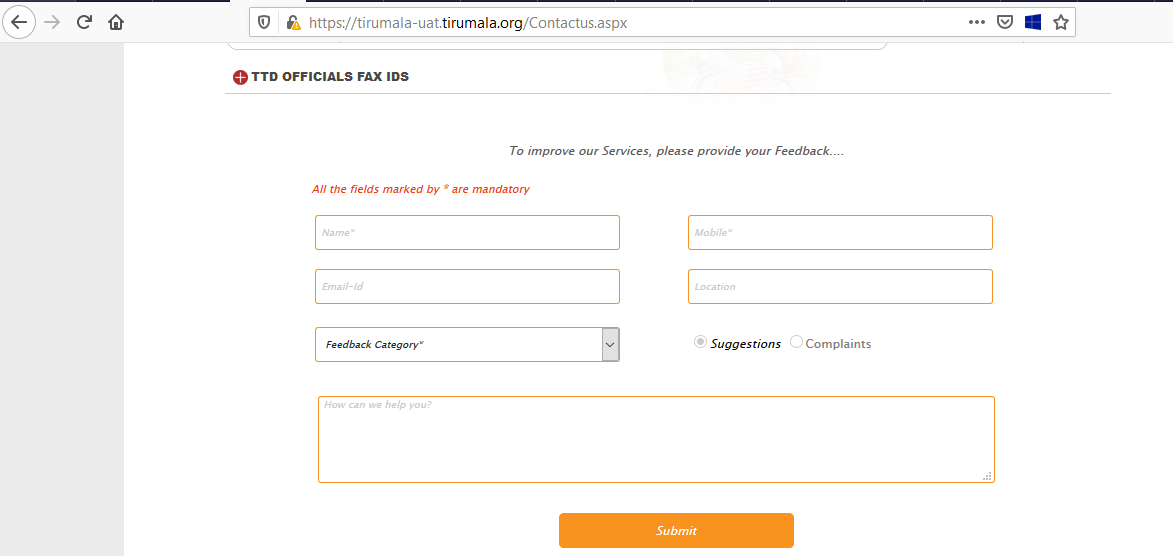 https://tirumala-uat.tirumala.org/Contactus.aspx
TTD OFFICIALS FAX IDS
To improve our Services, please provide your Feedback....
All the fields marked by * are mandatory
Name*
Mobile*
Email-Id
Location
Feedback Category*
Suggestions
Complaints
How can we help you?
Submit